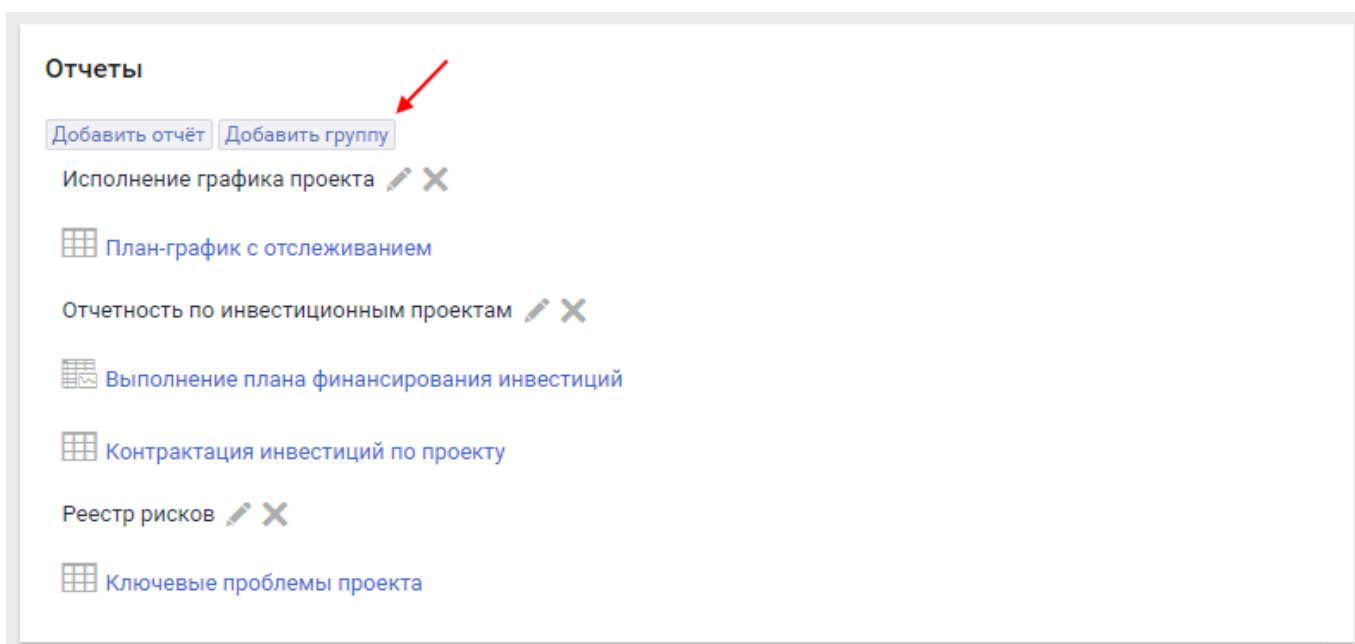 Отчеты
Добавить отчёт Добавить группу
Исполнение графика проекта
План-график с отслеживанием
Отчетность по инвестиционным проектам
Выполнение плана финансирования инвестиций
Контрактация инвестиций по проекту
Реестр рисков
Ключевые проблемы проекта